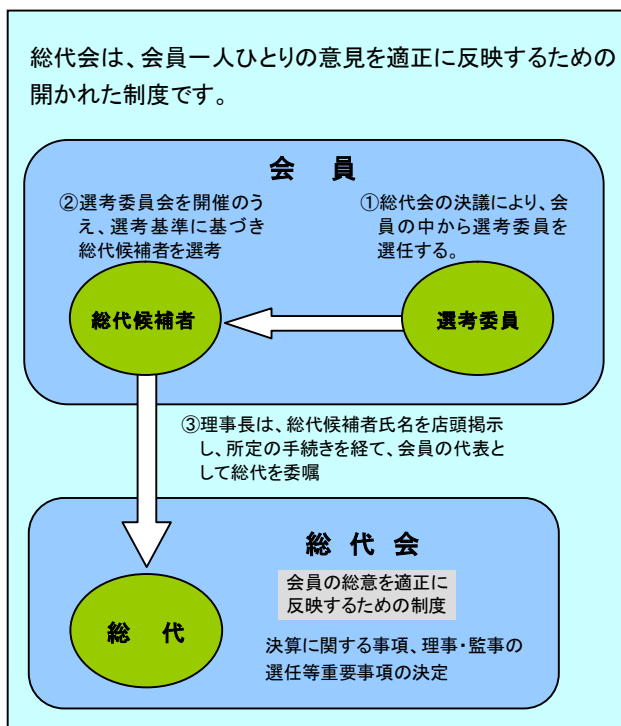 総代会は、会員一人ひとりの意見を適正に反映するための
開かれた制度です。
会 員
②選考委員会を開催のう
え、選考基準に基づき
総代候補者を選考
①総代会の決議により、会
員の中から選考委員を
選任する。
総代候補者
選考委員
③理事長は、総代候補者氏名を店頭掲示
し、所定の手続きを経て、会員の代表と
して総代を委嘱
総 代 会
会員の総意を適正に
反映するための制度
総 代
決算に関する事項、理事・監事の
選任等重要事項の決定